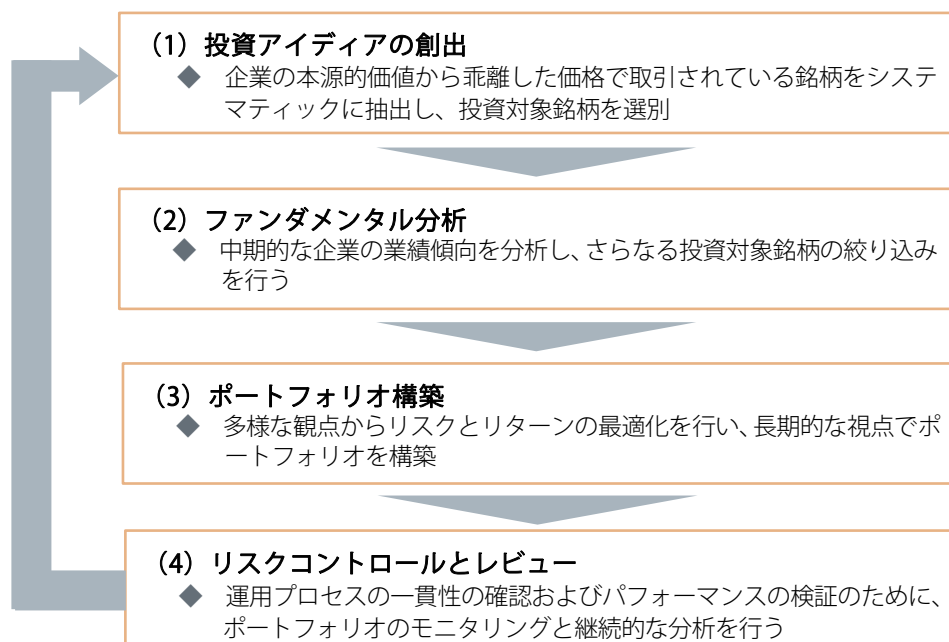 （1）投資アイディアの創出
◆ 企業の本源的価値から乖離した価格で取引されている銘柄をシステ
マティックに抽出し、投資対象銘柄を選別
（2）ファンダメンタル分析
◆ 中期的な企業の業績傾向を分析し、さらなる投資対象銘柄の絞り込み
を行う
（3）ポートフォリオ構築
◆ 多様な観点からリスクとリターンの最適化を行い、長期的な視点でポ
ートフォリオを構築
（4）リスクコントロールとレビュー
◆ 運用プロセスの一貫性の確認およびパフォーマンスの検証のために、
ポートフォリオのモニタリングと継続的な分析を行う